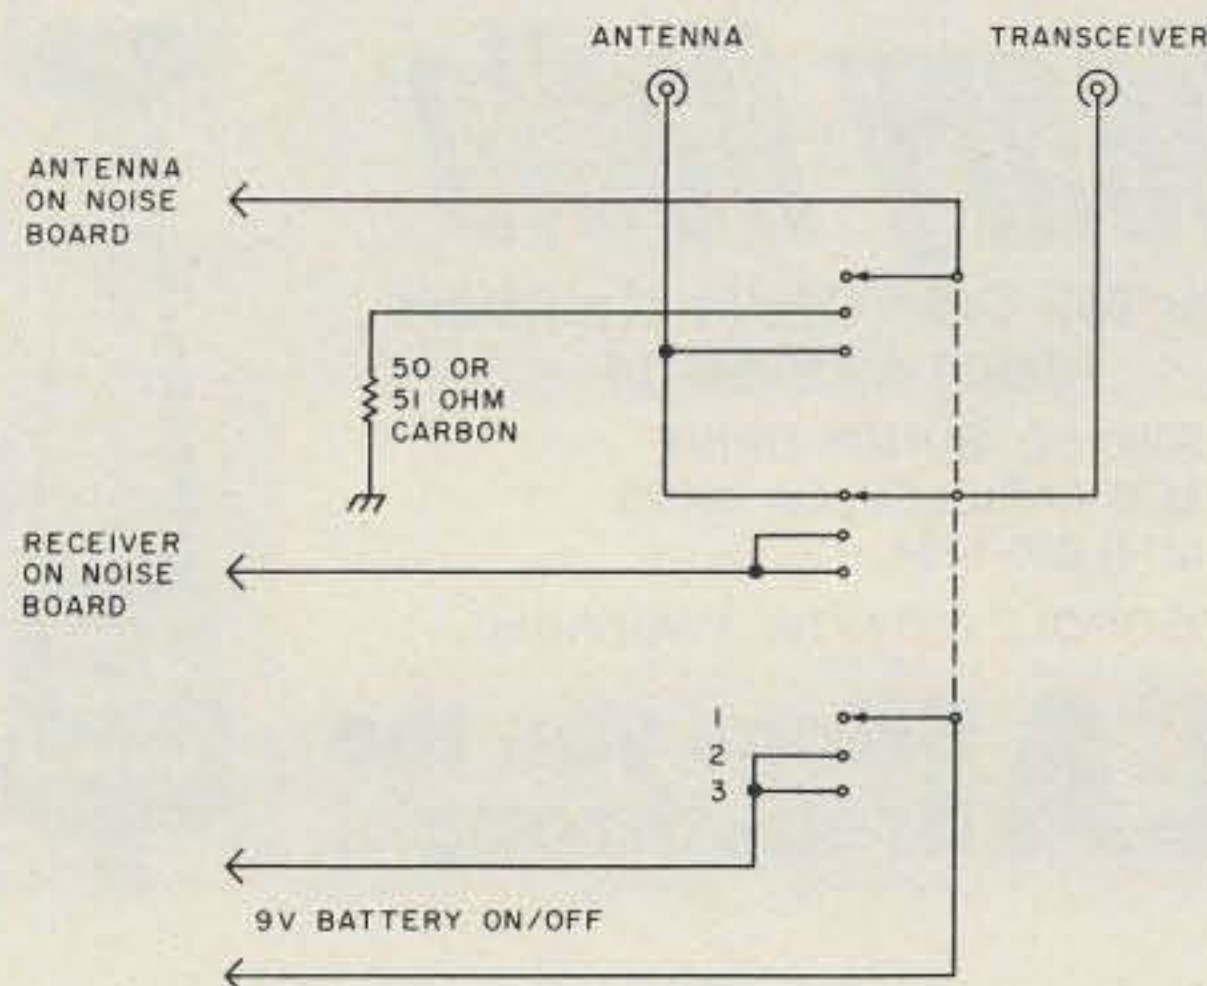 ANTENNA
TRANSCEIVER
ANTENNA
ON NOISE
BOARD
50 OR
51 OHM
CARBON
RECEIVER
ON NOISE
BOARD
1
2
3
9V BATTERY ON/OFF